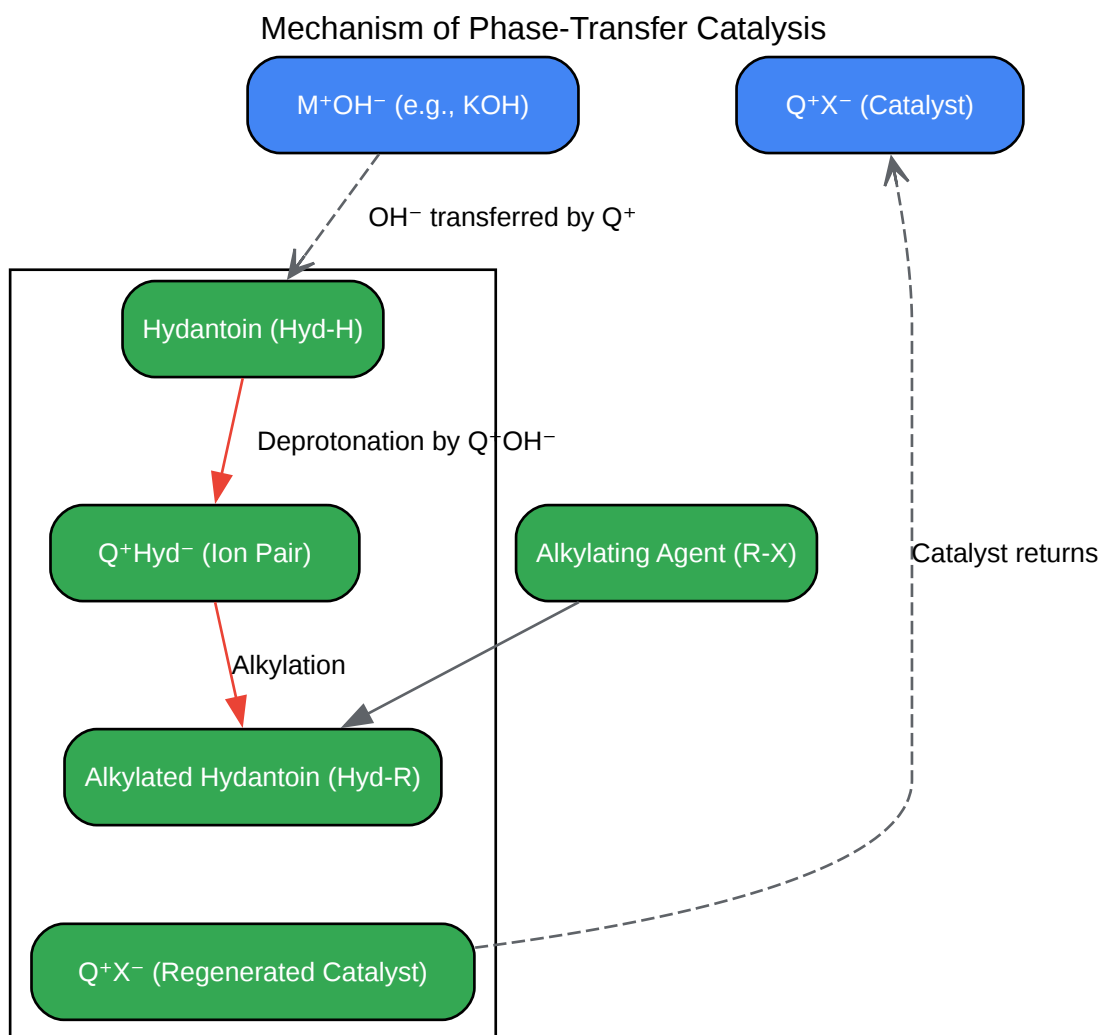 Mechanism of Phase-Transfer Catalysis
M⁺OH⁻ (e.g., KOH)
Q⁺X⁻ (Catalyst)
OH⁻ transferred by Q⁺
Hydantoin (Hyd-H)
Deprotonation by Q⁺OH⁻
Q⁺Hyd⁻ (Ion Pair)
Alkylating Agent (R-X)
Catalyst returns
Alkylation
Alkylated Hydantoin (Hyd-R)
Q⁺X⁻ (Regenerated Catalyst)